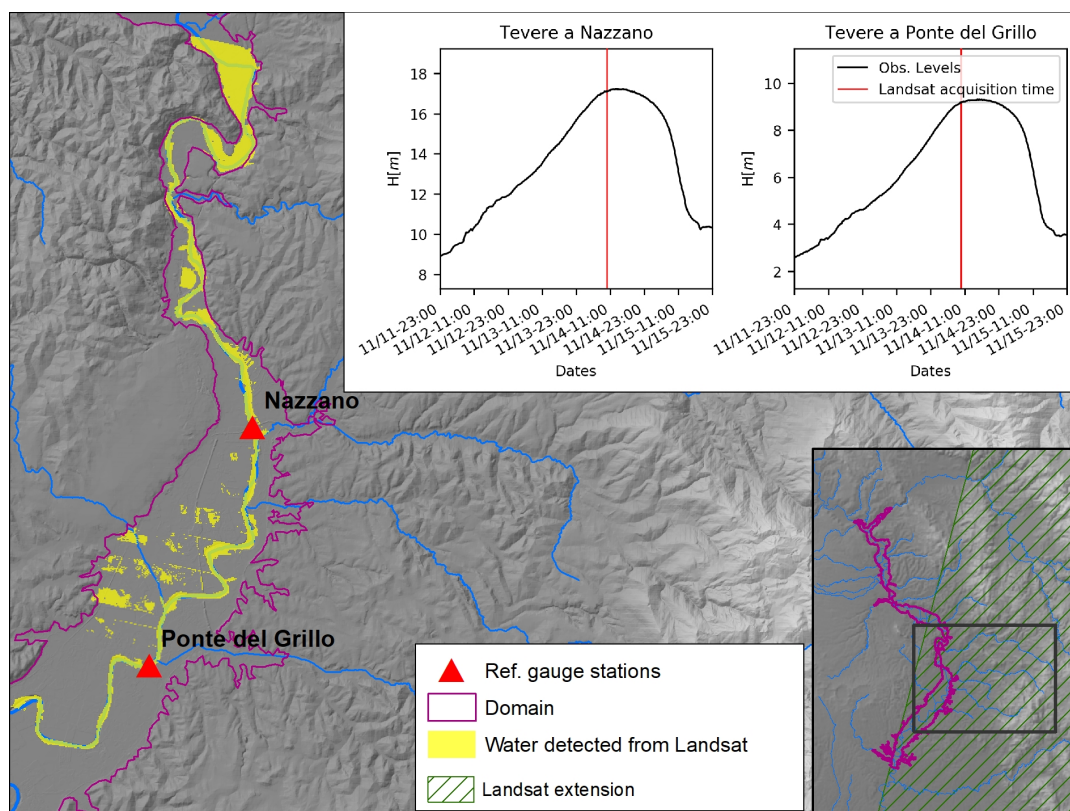 Tevere a Nazzano
18
16
14
12
10
8
H[m]
11/11-23:00
11/12-11:00
11/12-23:00
11/13-11:00
11/13-23:00
11/14-11:00
11/14-23:00
11/15-11:00
11/15-23:00
Dates
Tevere a Ponte del Grillo
Obs. Levels
Landsat acquisition time
10
8
6
4
2
H[m]
11/11-23:00
11/12-11:00
11/12-23:00
11/13-11:00
11/13-23:00
11/14-11:00
11/14-23:00
11/15-11:00
11/15-23:00
Dates
Nazzano
Ponte del Grillo
Ref. gauge stations
Domain
Water detected from Landsat
Landsat extension